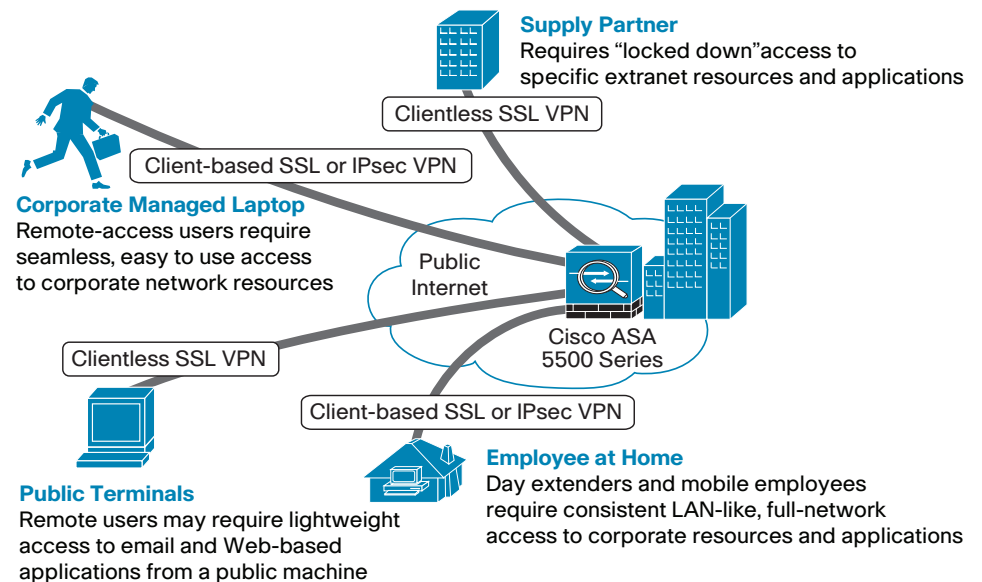 Supply Partner
Requires “locked down”access to
specific extranet resources and applications
Clientless SSL VPN
Client-based SSL or IPsec VPN
Corporate Managed Laptop
Remote-access users require
seamless, easy to use access
to corporate network resources
Public
Internet
Cisco ASA
5500 Series
Clientless SSL VPN
Client-based SSL or IPsec VPN
Public Terminals
Remote users may require lightweight
access to email and Web-based
applications from a public machine
Employee at Home
Day extenders and mobile employees
require consistent LAN-like, full-network
access to corporate resources and applications